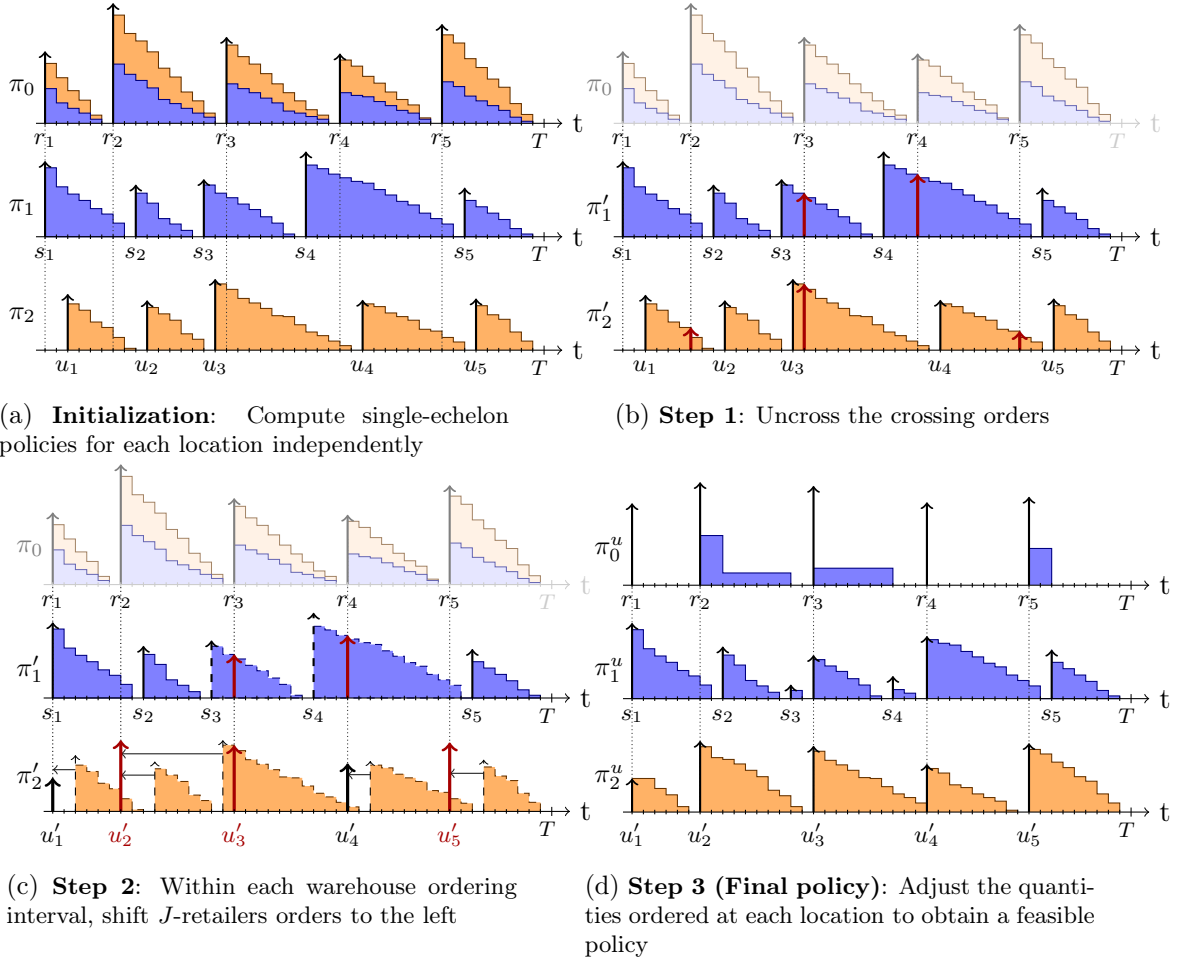 π0 t
r1 r2 r3 r4 r5 T
π1 t
s1 s2 s3 s4 s5 T
π2 t
u1 u2 u3 u4 u5 T
(a) Initialization: Compute single-echelon
policies for each location independently
π0 t
r1 r2 r3 r4 r5 T
π′1 t
s1 s2 s3 s4 s5 T
π′2 t
u1 u2 u3 u4 u5 T
(b) Step 1: Uncross the crossing orders
π0 t
r1 r2 r3 r4 r5 T
π′1 t
s1 s2 s3 s4 s5 T
π′2 t
u′1 u′2 u′3 u′4 u′5 T
(c) Step 2: Within each warehouse ordering
interval, shift J-retailers orders to the left
πu0 t
r1 r2 r3 r4 r5 T
πu1 t
s1 s2 s3 s4 s5 T
πu2 t
u′1 u′2 u′3 u′4 u′5 T
(d) Step 3 (Final policy): Adjust the quanti-
ties ordered at each location to obtain a feasible
policy